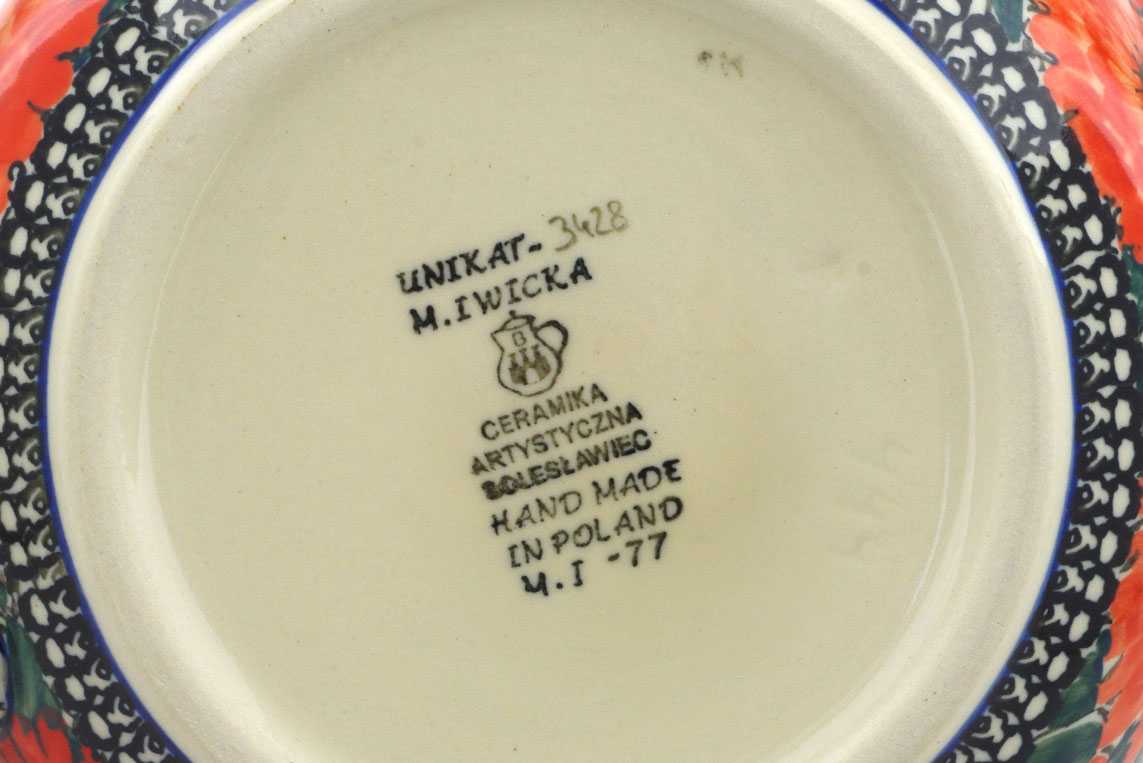 UNIKAT- 3428
M.IWICKA
B
CERAMIKA
ARTYSTYCZNA
BOLESŁAWIEC
HAND MADE
IN POLAND
M.I -77